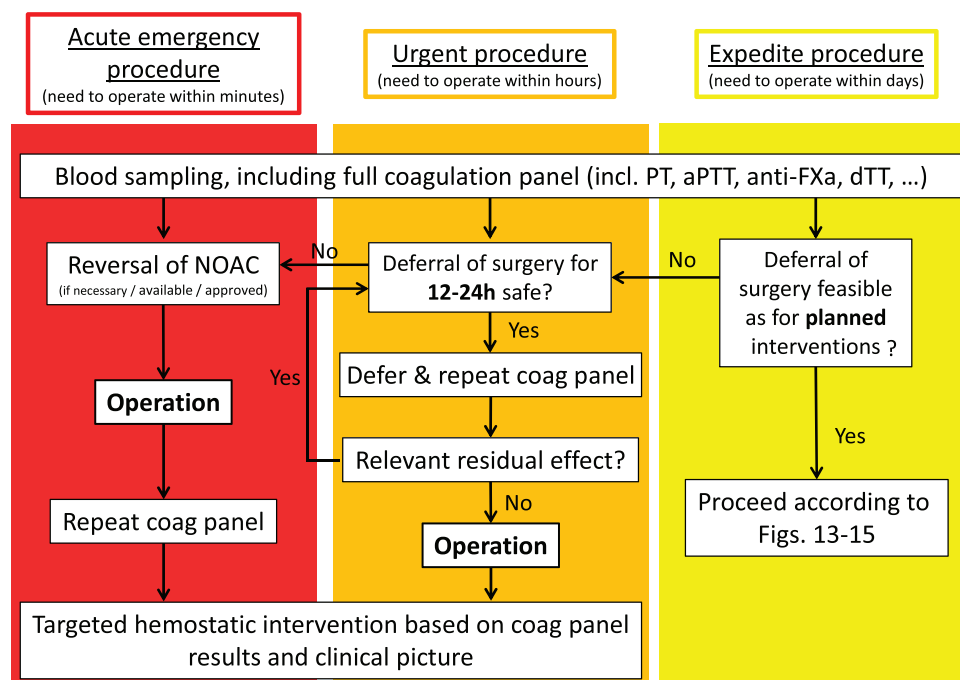 Acute emergency
procedure
(need to operate within minutes)
Urgent procedure
(need to operate within hours)
Expedite procedure
(need to operate within days)
Blood sampling, including full coagulation panel (incl. PT, aPTT, anti-FXa, dTT, ...)
Reversal of NOAC
(if necessary / available / approved)
No
Deferral of surgery for
12-24h safe?
No
Deferral of
surgery feasible
as for planned
interventions ?
Yes
Defer & repeat coag panel
Yes
Operation
Yes
Relevant residual effect?
No
Repeat coag panel
Operation
Proceed according to
Figs. 13-15
Targeted hemostatic intervention based on coag panel
results and clinical picture